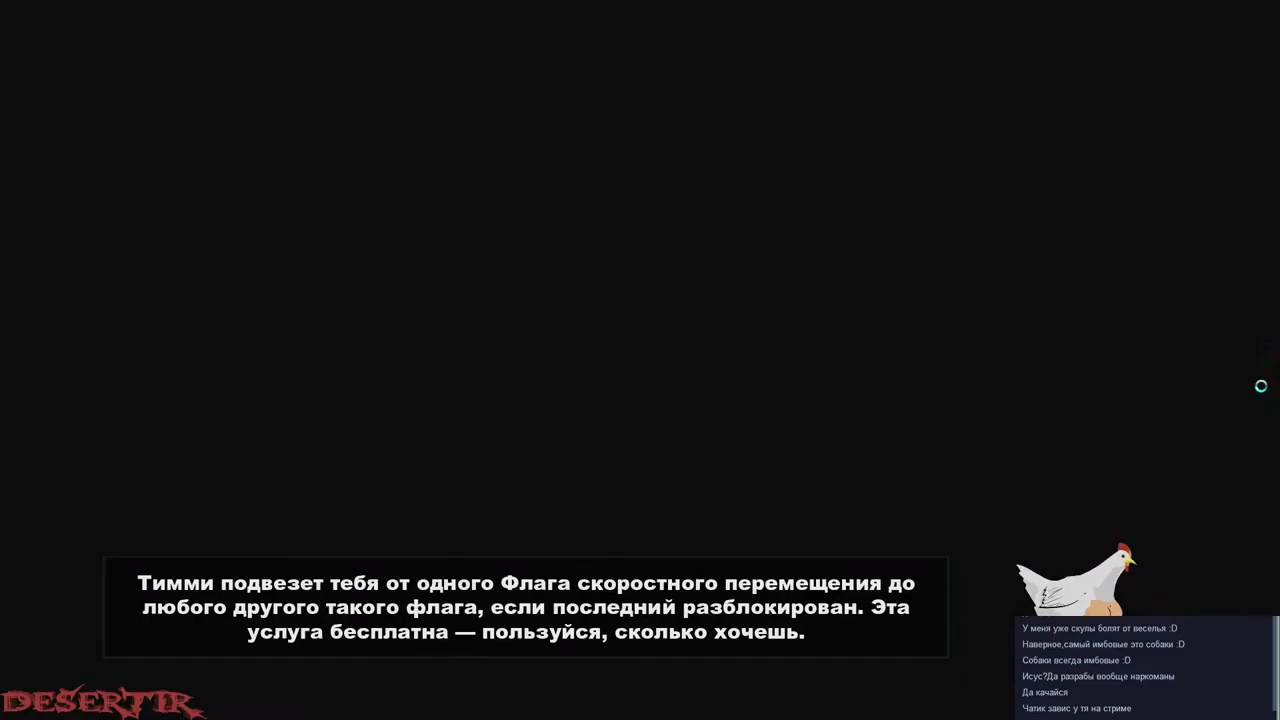 Тимми подвезет тебя от одного Флага скоростного перемещения до
любого другого такого флага, если последний разблокирован. Эта
услуга бесплатна — пользуйся, сколько хочешь.
У меня уже скупы болят от веселья :D
Наверное,самый имбовые это собаки :D
Собаки всегда имбовые :D
Исус?Да разрабы вообще наркоманы
Да качайся
Чатик завис у тя на стриме
DESERTIR